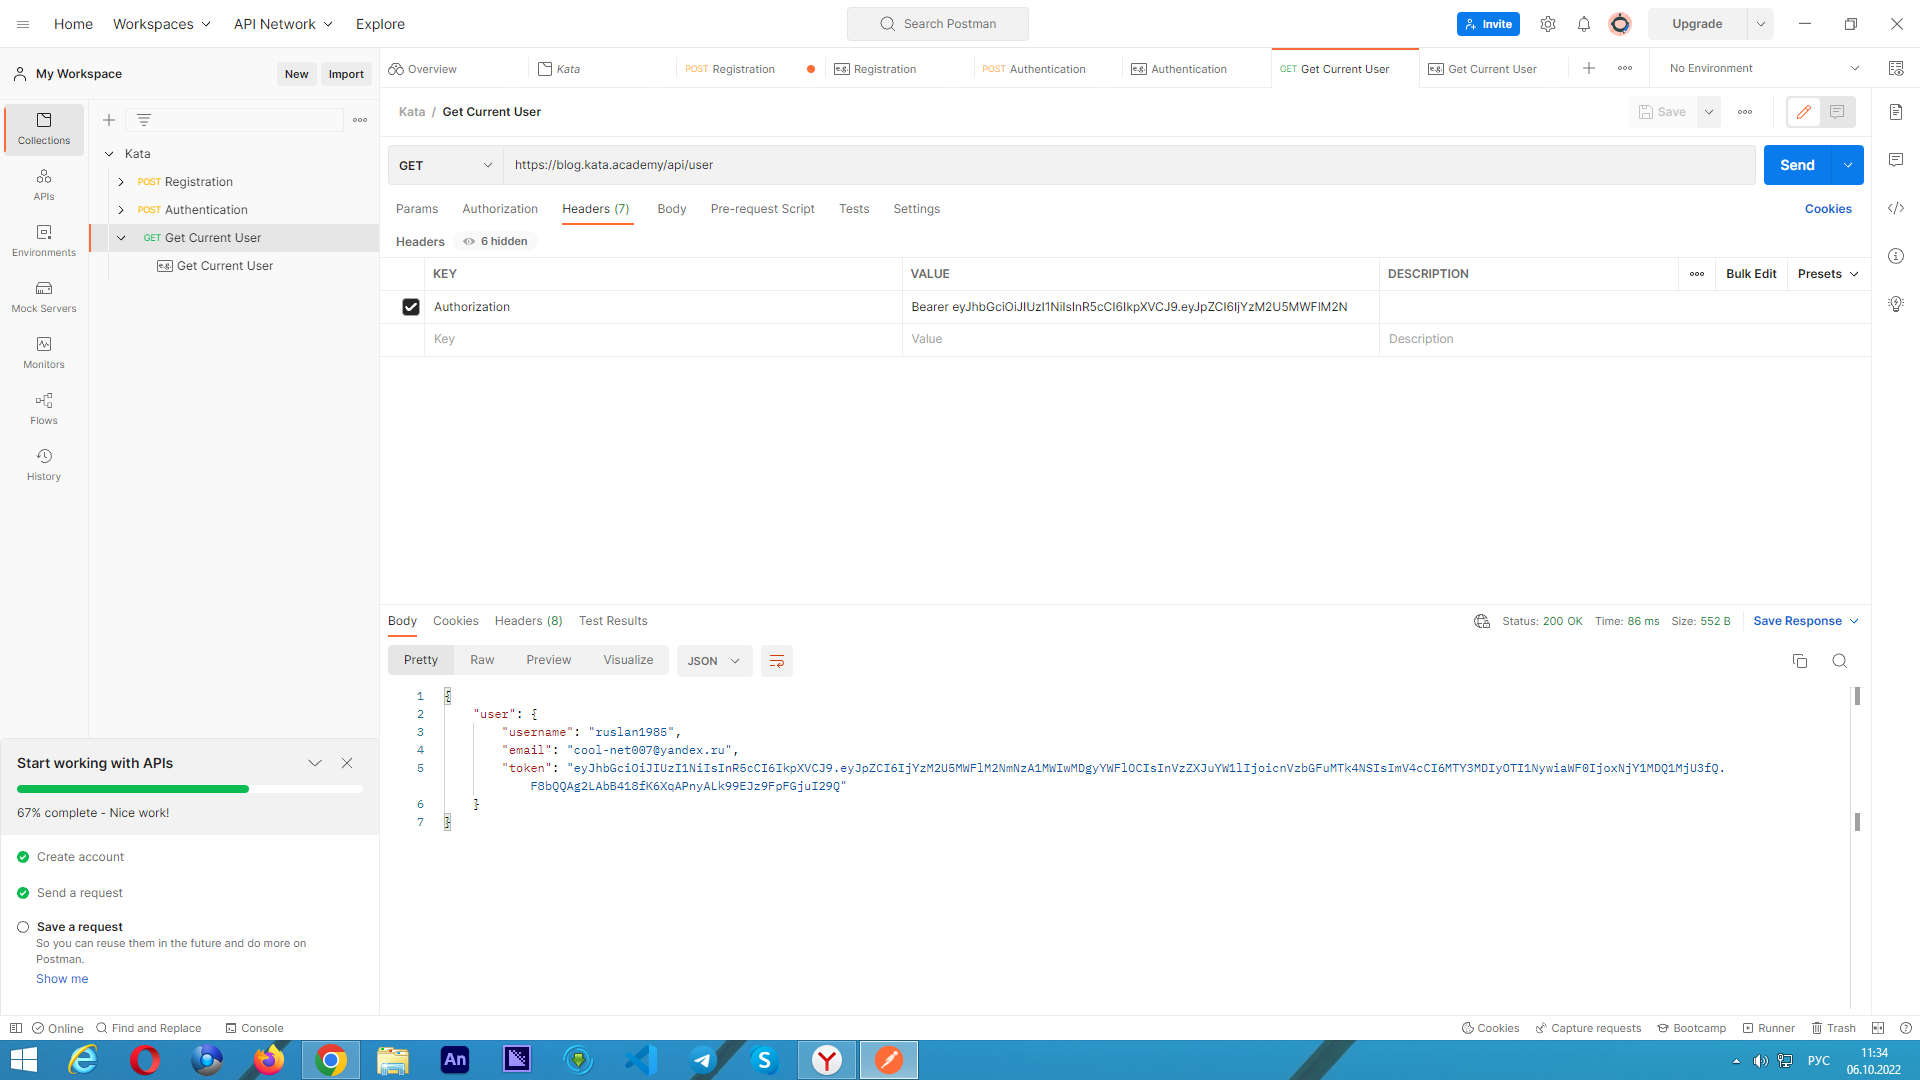 Home Workspaces API Network Explore Search Postman Invite Upgrade
My Workspace New Import Overview Kata POST Registration Registration POST Authentication Authentication GET Get Current User Get Current User No Environment
Collections
APIs
Environments
Mock Servers
Monitors
Flows
History
Kata
POST Registration
POST Authentication
GET Get Current User
Get Current User
Kata / Get Current User Save
GET https://blog.kata.academy/api/user Send
Params Authorization Headers (7) Body Pre-request Script Tests Settings Cookies
Headers 6 hidden
KEY VALUE DESCRIPTION Bulk Edit Presets
Authorization Bearer eyJhbGciOiJIUzI1NiIsInR5cCI6IkpXVCJ9.eyJpZCI6IjYzM2U5MWFlM2N
Key Value Description
Body Cookies Headers (8) Test Results Status: 200 OK Time: 86 ms Size: 552 B Save Response
Pretty Raw Preview Visualize JSON
1 {
2 "user": {
3 "username": "ruslan1985",
4 "email": "cool-net007@yandex.ru",
5 "token": "eyJhbGciOiJIUzI1NiIsInR5cCI6IkpXVCJ9.eyJpZCI6IjYzM2U5MWFlM2NmNzA1MWIwMDgyYWFlOCIsInVzZXJuYW1lIjoicnVzbGFuMTk4NSIsImV4cCI6MTY3MDIyOTI1NywiaWF0IjoxNjY1MDQ1MjU3fQ.
F8bQQAg2LAbB418fK6XqAPnyALk99EJz9FpFGjuI29Q"
6 }
7 }
Start working with APIs
67% complete - Nice work!
Create account
Send a request
Save a request
So you can reuse them in the future and do more on
Postman.
Show me
Online Find and Replace Console Cookies Capture requests Bootcamp Runner Trash
An РУС 11:34
06.10.2022